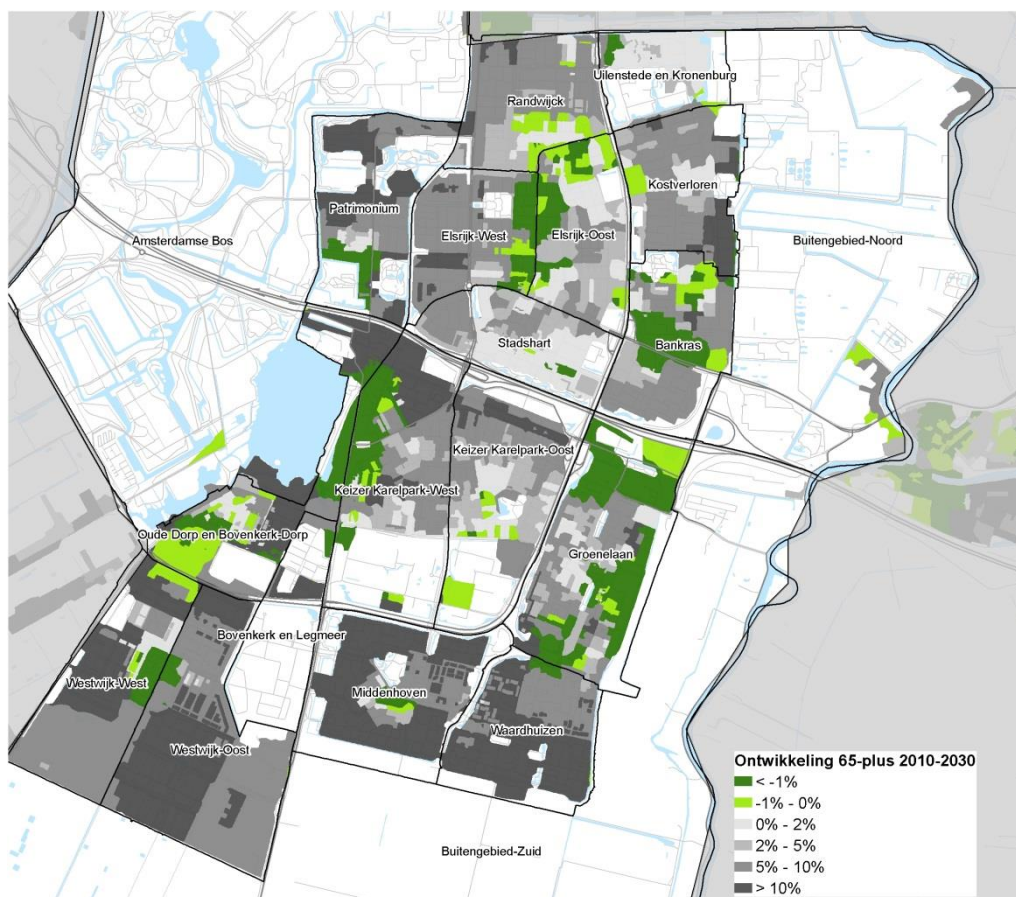 Uilenstede en Kronenburg
Randwijck
Kostverloren
Patrimonium
Elsrijk-West
Elsrijk-Oost
Amsterdamse Bos
Buitengebied-Noord
Stadshart
Bankras
Keizer Karelpark-Oost
Keizer Karelpark-West
Oude Dorp en Bovenkerk-Dorp
Groenelaan
Bovenkerk en Legmeer
Westwijk-West
Middenhoven
Waardhuizen
Westwijk-Oost
Buitengebied-Zuid
Ontwikkeling 65-plus 2010-2030
< -1%
-1% - 0%
0% - 2%
2% - 5%
5% - 10%
> 10%